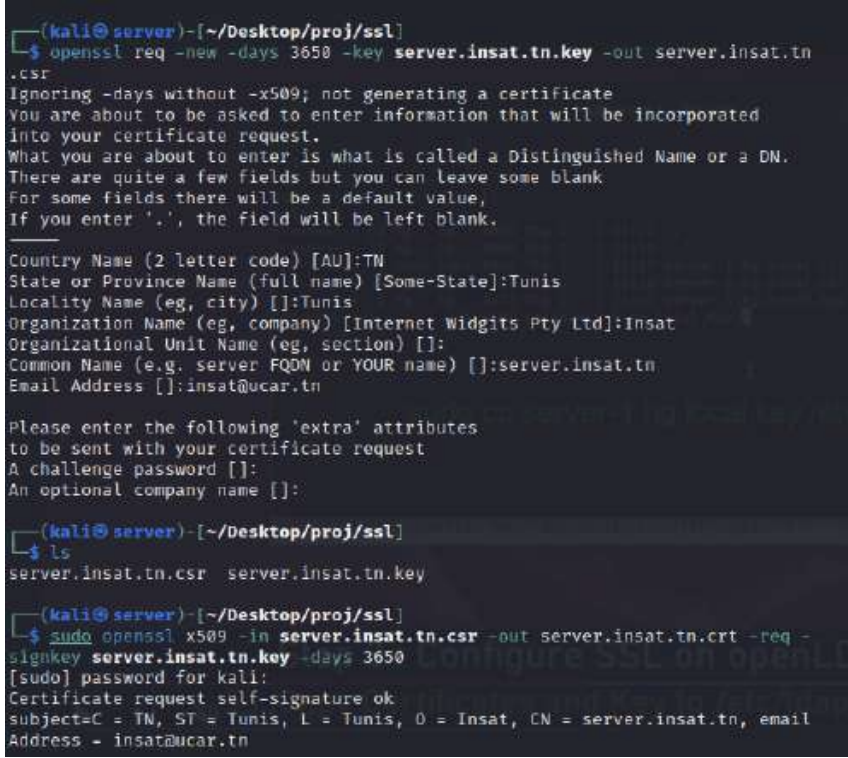 ┌──(kali㉿server)-[~/Desktop/proj/ssl]
└─$ openssl req -new -days 3650 -key server.insat.tn.key -out server.insat.tn
.csr
Ignoring -days without -x509; not generating a certificate
You are about to be asked to enter information that will be incorporated
into your certificate request.
What you are about to enter is what is called a Distinguished Name or a DN.
There are quite a few fields but you can leave some blank
For some fields there will be a default value,
If you enter '.', the field will be left blank.
-----
Country Name (2 letter code) [AU]:TN
State or Province Name (full name) [Some-State]:Tunis
Locality Name (eg, city) []:Tunis
Organization Name (eg, company) [Internet Widgits Pty Ltd]:Insat
Organizational Unit Name (eg, section) []:
Common Name (e.g. server FQDN or YOUR name) []:server.insat.tn
Email Address []:insat@ucar.tn
Please enter the following 'extra' attributes
to be sent with your certificate request
A challenge password []:
An optional company name []:
┌──(kali㉿server)-[~/Desktop/proj/ssl]
└─$ ls
server.insat.tn.csr  server.insat.tn.key
┌──(kali㉿server)-[~/Desktop/proj/ssl]
└─$ sudo openssl x509 -in server.insat.tn.csr -out server.insat.tn.crt -req -
signkey server.insat.tn.key -days 3650
[sudo] password for kali:
Certificate request self-signature ok
subject=C = TN, ST = Tunis, L = Tunis, O = Insat, CN = server.insat.tn, email
Address = insat@ucar.tn
Configure SSL on openLD